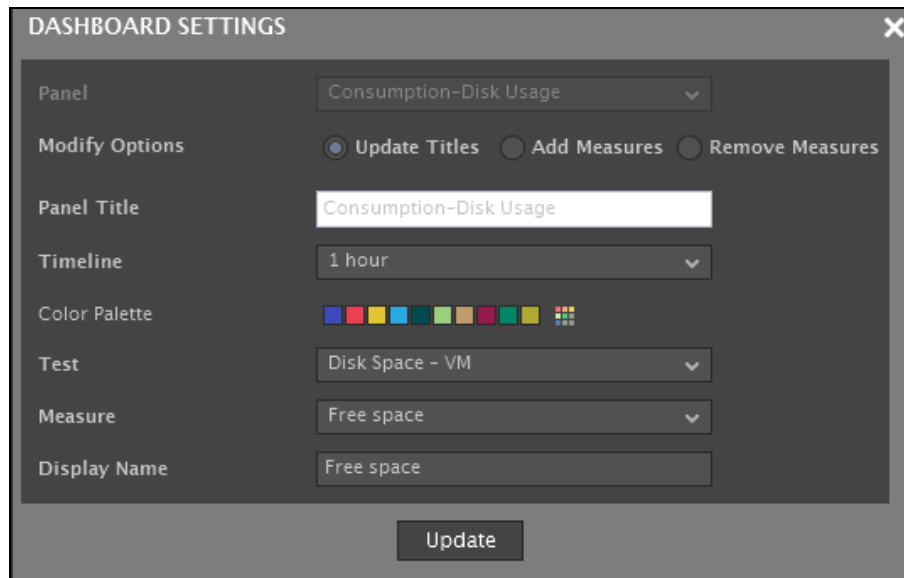 DASHBOARD SETTINGS
Panel Consumption-Disk Usage
Modify Options Update Titles Add Measures Remove Measures
Panel Title Consumption-Disk Usage
Timeline 1 hour
Color Palette
Test Disk Space - VM
Measure Free space
Display Name Free space
Update